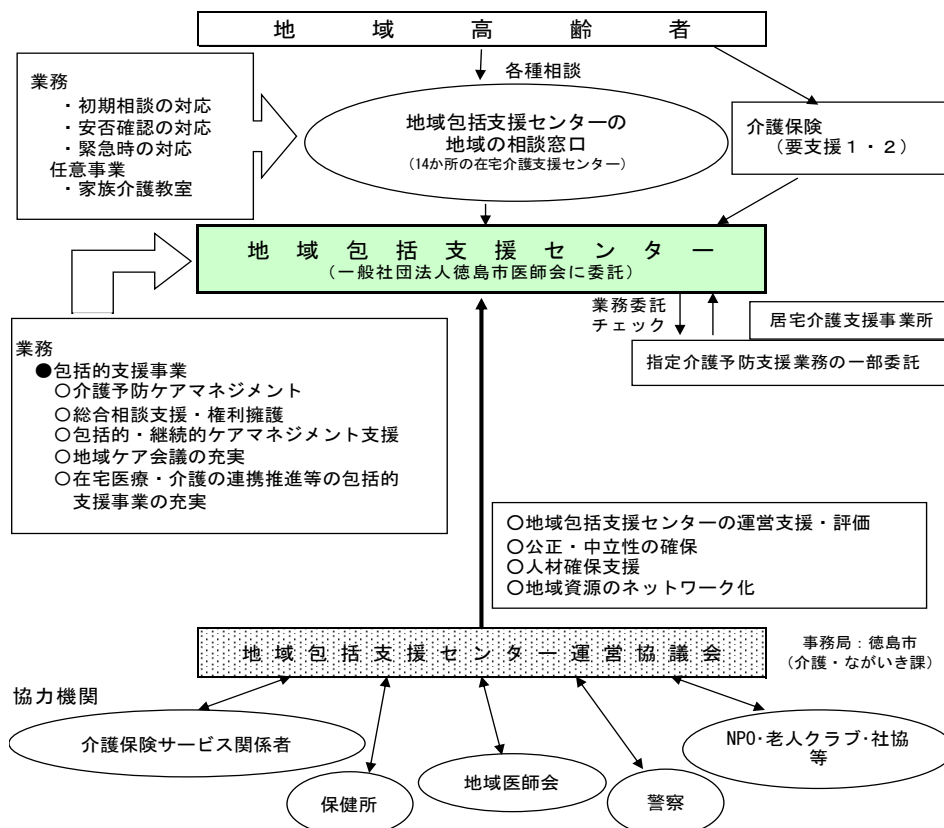 地域高齢者
各種相談
業務
・初期相談の対応
・安否確認の対応
・緊急時の対応
任意事業
・家族介護教室
地域包括支援センターの
地域の相談窓口
(14か所の在宅介護支援センター)
介護保険
(要支援1・2)
地域包括支援センター
(一般社団法人徳島市医師会に委託)
業務委託
チェック
居宅介護支援事業所
指定介護予防支援業務の一部委託
業務
●包括的支援事業
○介護予防ケアマネジメント
○総合相談支援・権利擁護
○包括的・継続的ケアマネジメント支援
○地域ケア会議の充実
○在宅医療・介護の連携推進等の包括的
支援事業の充実
○地域包括支援センターの運営支援・評価
○公正・中立性の確保
○人材確保支援
○地域資源のネットワーク化
地域包括支援センター運営協議会
事務局:徳島市
(介護・ながいき課)
協力機関
介護保険サービス関係者
保健所
地域医師会
警察
NPO・老人クラブ・社協
等